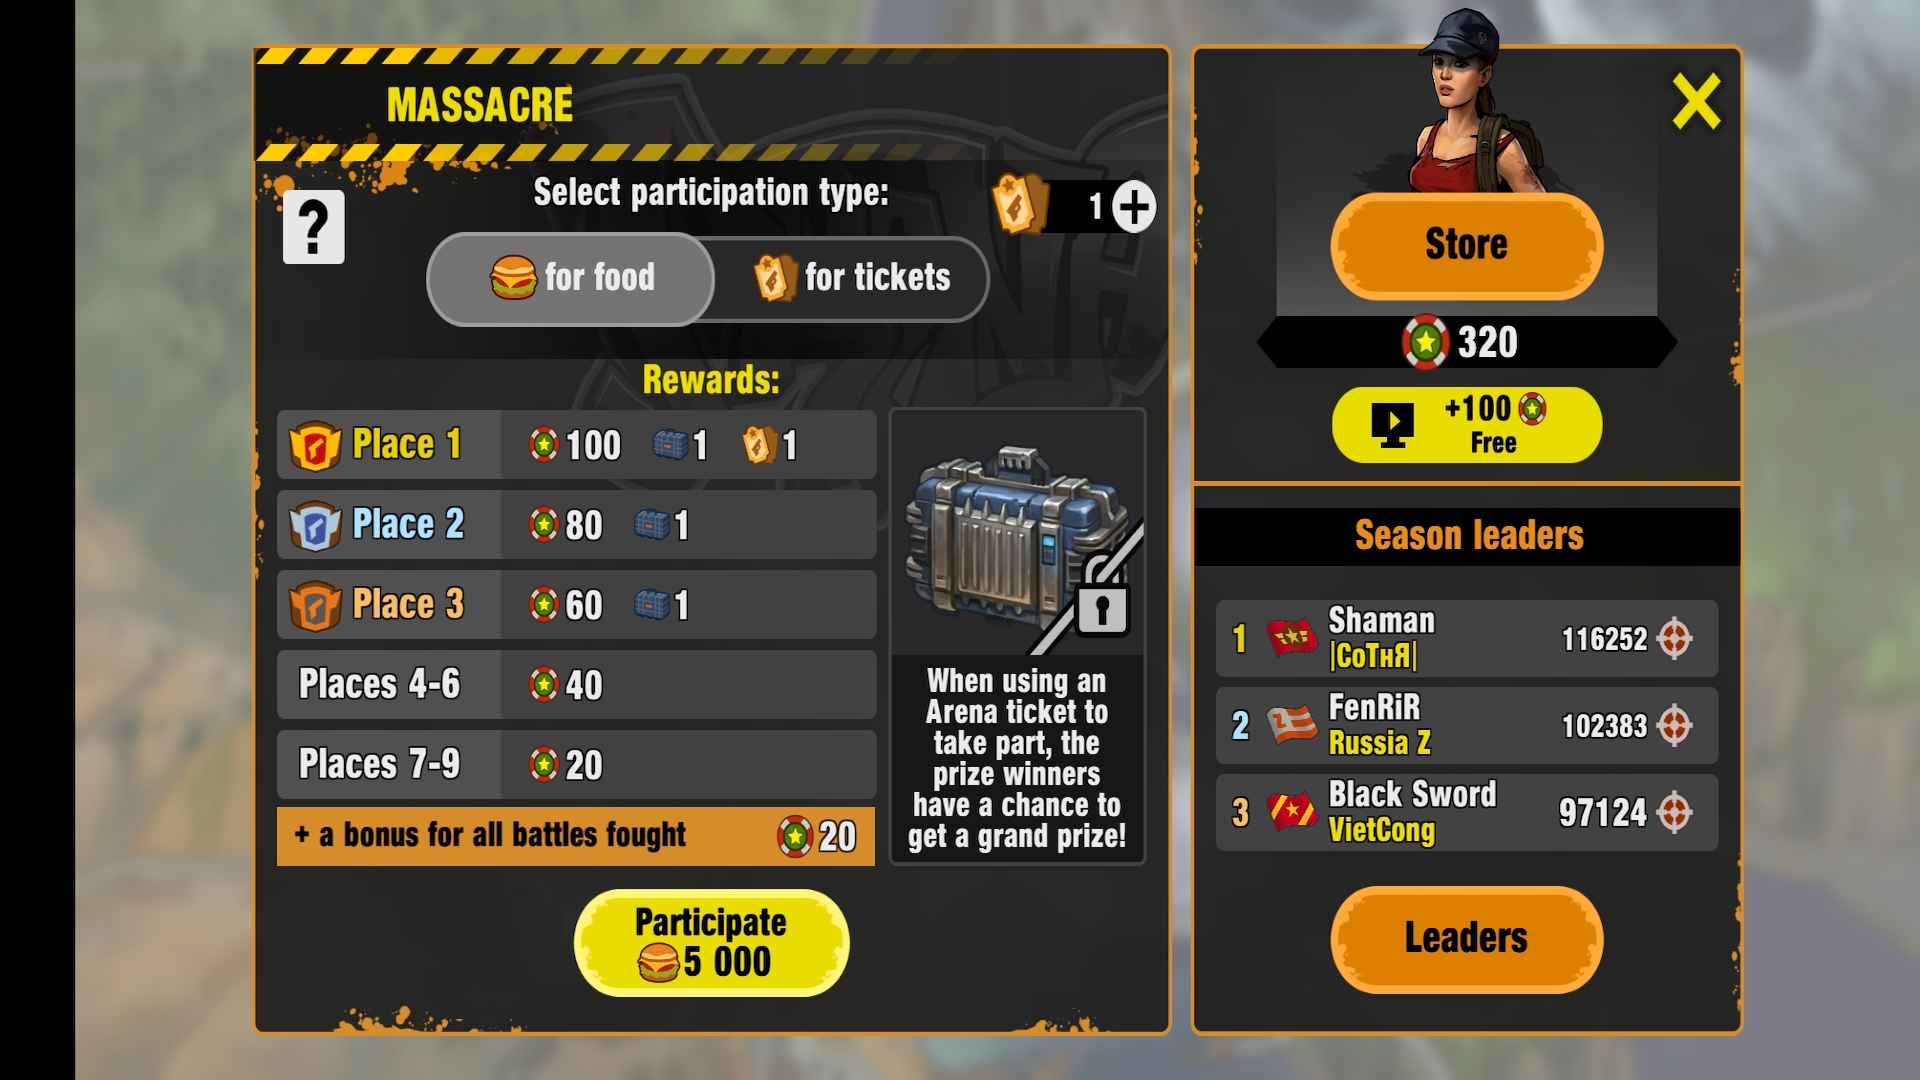 MASSACRE
Select participation type:
1
?
for food
for tickets
Rewards:
Place 1 100 1 1
Place 2 80 1
Place 3 60 1
Places 4-6 40
Places 7-9 20
+ a bonus for all battles fought 20
When using an
Arena ticket to
take part, the
prize winners
have a chance to
get a grand prize!
Participate
5 000
Store
320
+100
Free
Season leaders
1 Shaman 116252
|СоТнЯ|
2 FenRiR 102383
Russia Z
3 Black Sword 97124
VietCong
Leaders